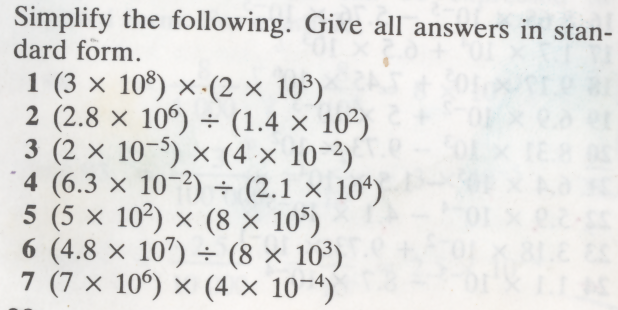 Simplify the following. Give all answers in stan-
dard form.
1 (3 × 10⁸) × (2 × 10³)
2 (2.8 × 10⁶) ÷ (1.4 × 10²)
3 (2 × 10⁻⁵) × (4 × 10⁻²)
4 (6.3 × 10⁻²) ÷ (2.1 × 10⁴)
5 (5 × 10²) × (8 × 10⁵)
6 (4.8 × 10⁷) ÷ (8 × 10³)
7 (7 × 10⁶) × (4 × 10⁻⁴)